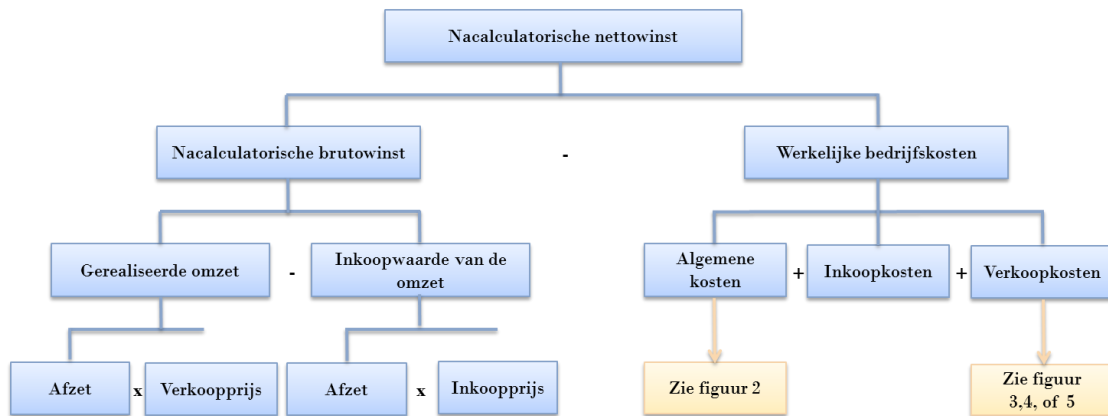 Nacalculatorische nettowinst
Nacalculatorische brutowinst
-
Werkelijke bedrijfskosten
Gerealiseerde omzet
-
Inkoopwaarde van de
omzet
Algemene
kosten
+
Inkoopkosten
+
Verkoopkosten
Afzet
x
Verkoopprijs
Afzet
x
Inkoopprijs
Zie figuur 2
Zie figuur
3,4, of 5